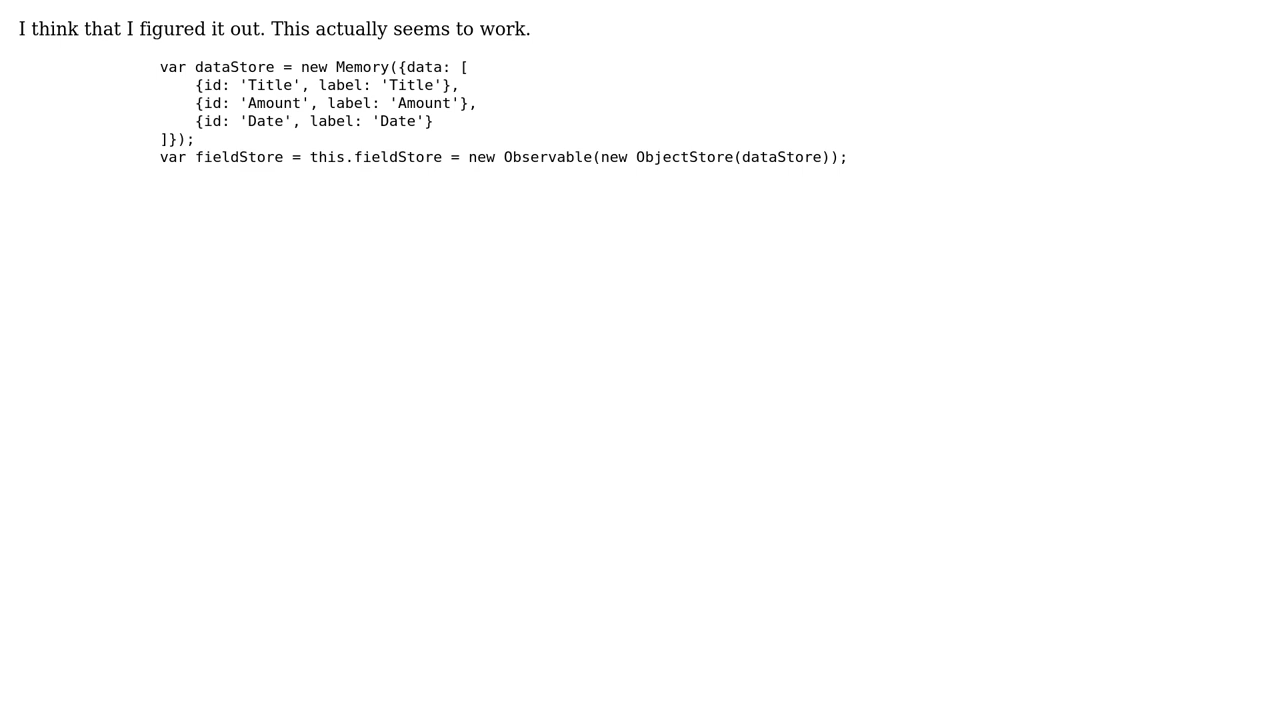 I think that I figured it out. This actually seems to work.
var dataStore = new Memory({data: [
    {id: 'Title', label: 'Title'},
    {id: 'Amount', label: 'Amount'},
    {id: 'Date', label: 'Date'}
]});
var fieldStore = this.fieldStore = new Observable(new ObjectStore(dataStore));